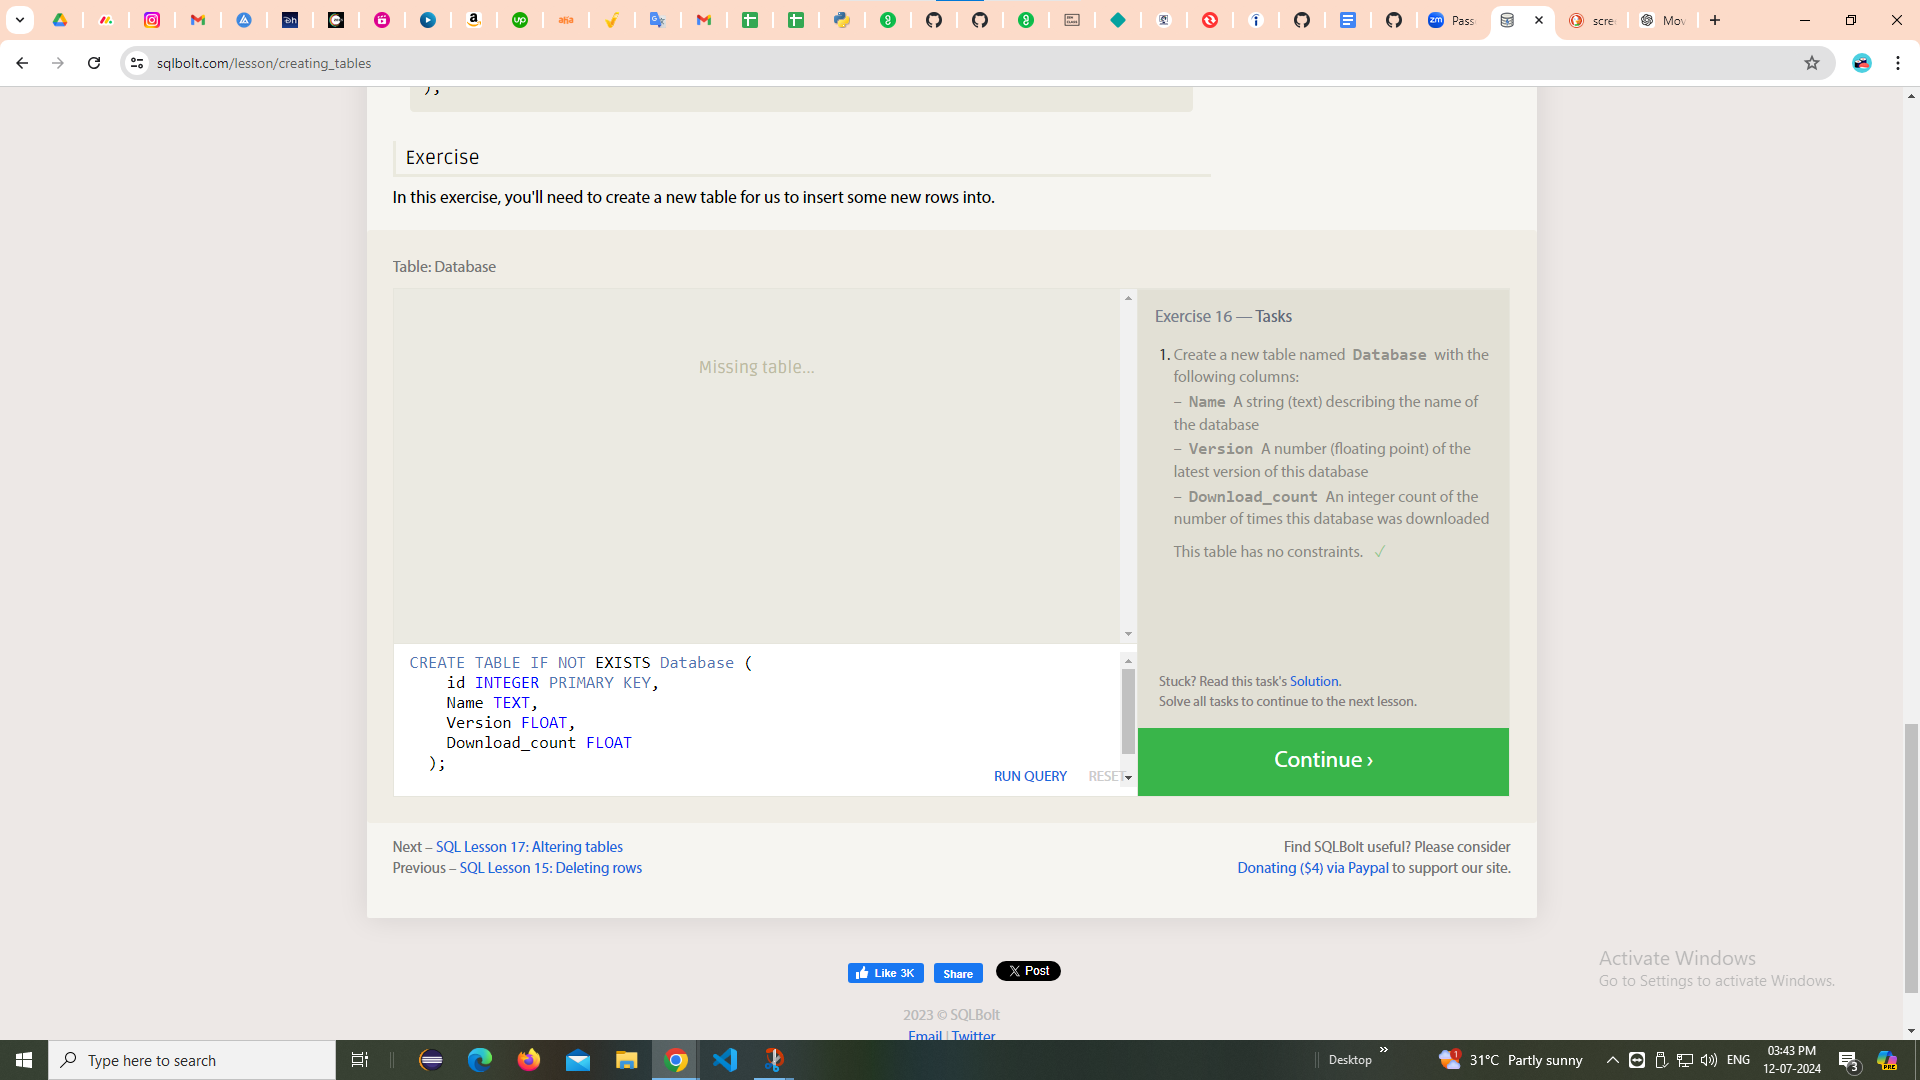 Pass
scre
Mov
sqlbolt.com/lesson/creating_tables
);
Exercise
In this exercise, you'll need to create a new table for us to insert some new rows into.
Table: Database
Missing table...
Exercise 16 — Tasks
1. Create a new table named Database with the
following columns:
– Name A string (text) describing the name of
the database
– Version A number (floating point) of the
latest version of this database
– Download_count An integer count of the
number of times this database was downloaded
This table has no constraints. ✓
CREATE TABLE IF NOT EXISTS Database (
id INTEGER PRIMARY KEY,
Name TEXT,
Version FLOAT,
Download_count FLOAT
);
RUN QUERY RESET
Stuck? Read this task's Solution.
Solve all tasks to continue to the next lesson.
Continue ›
Next – SQL Lesson 17: Altering tables
Previous – SQL Lesson 15: Deleting rows
Find SQLBolt useful? Please consider
Donating ($4) via Paypal to support our site.
Like 3K
Share
X Post
2023 © SQLBolt
Email | Twitter
Activate Windows
Go to Settings to activate Windows.
Type here to search
Desktop
31°C Partly sunny
ENG
03:43 PM
12-07-2024
3